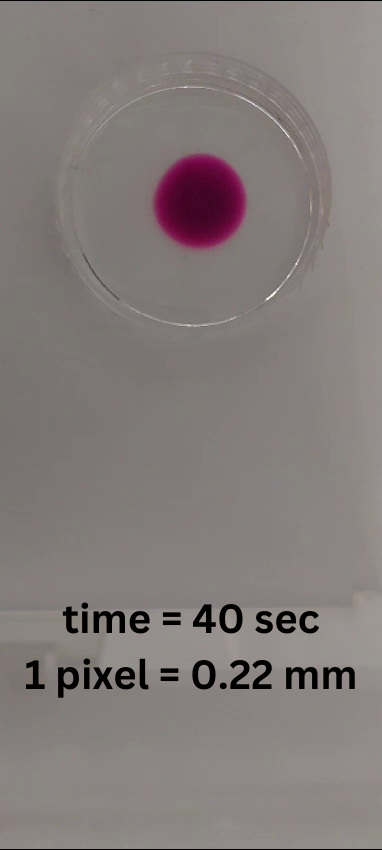 time = 40 sec
1 pixel = 0.22 mm